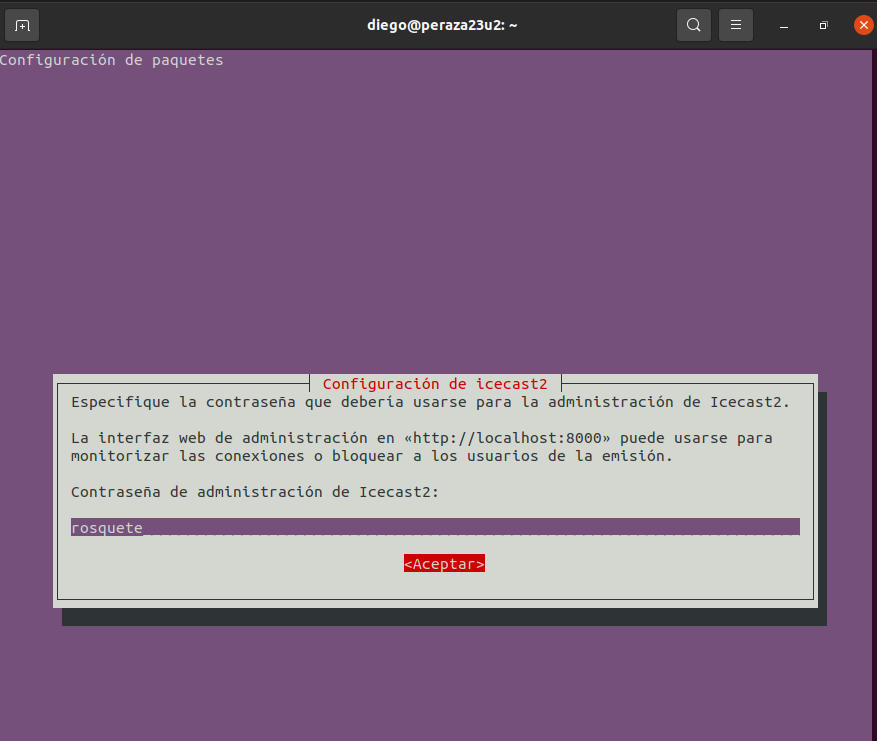 diego@peraza23u2: ~
Configuración de paquetes
Configuración de icecast2
Especifique la contraseña que debería usarse para la administración de Icecast2.
La interfaz web de administración en «http://localhost:8000» puede usarse para
monitorizar las conexiones o bloquear a los usuarios de la emisión.
Contraseña de administración de Icecast2:
rosquete
<Aceptar>